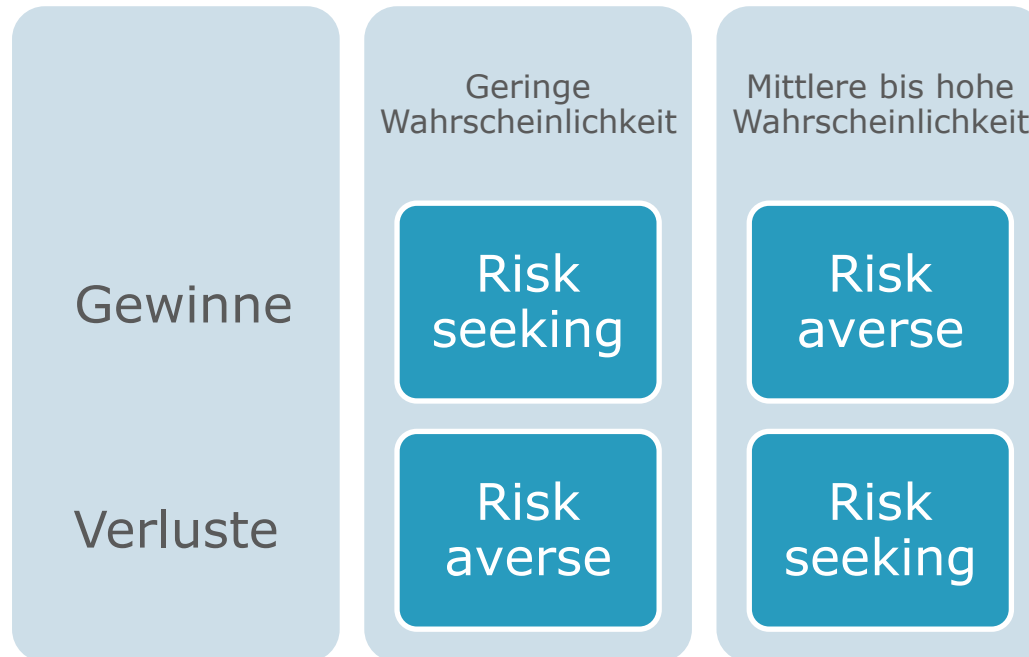 Geringe
Wahrscheinlichkeit
Mittlere bis hohe
Wahrscheinlichkeit
Gewinne
Risk
seeking
Risk
averse
Verluste
Risk
averse
Risk
seeking